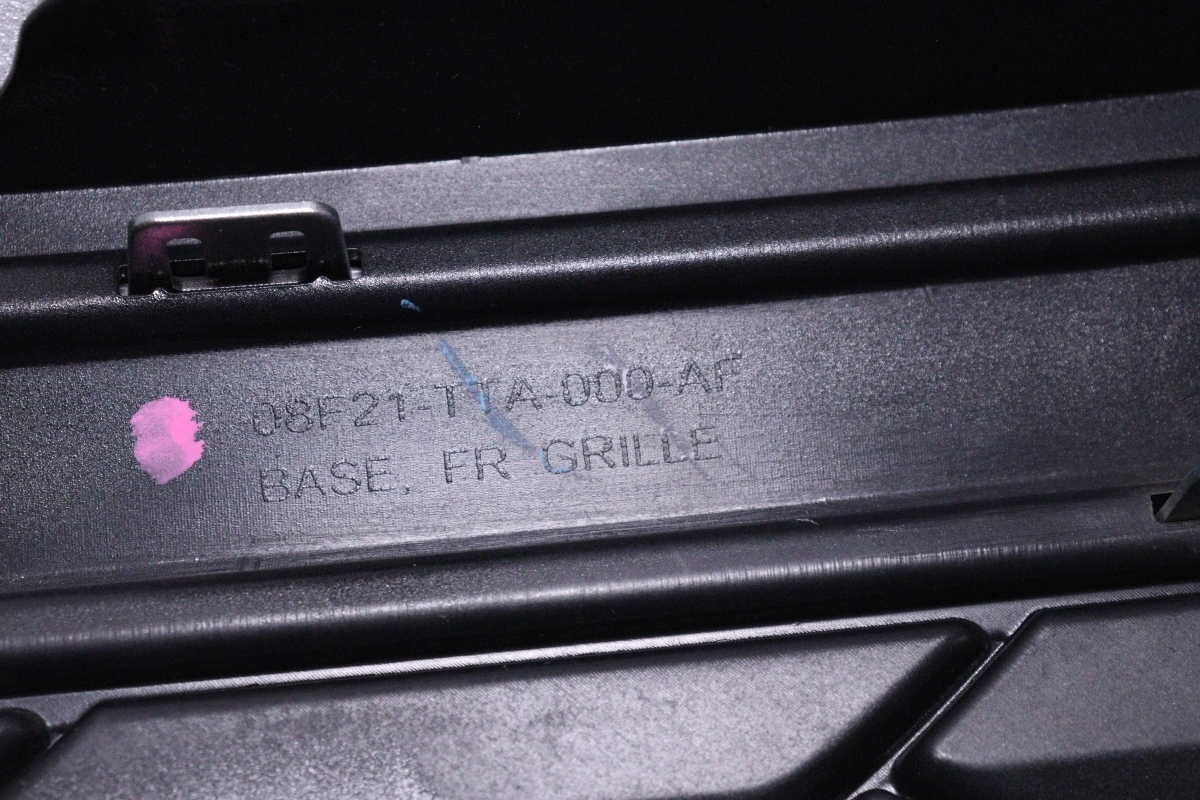 08F21-TTA-000-AF
BASE, FR GRILLE